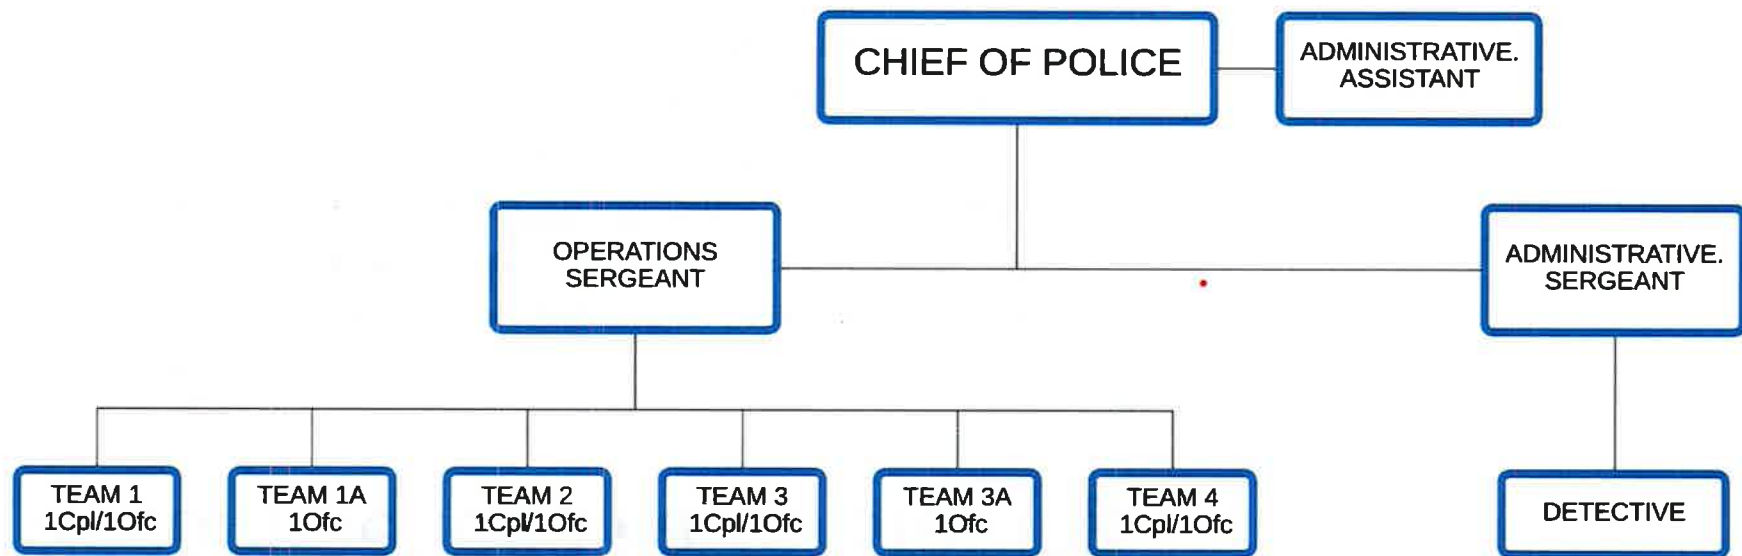 CHIEF OF POLICE
ADMINISTRATIVE.
ASSISTANT
OPERATIONS
SERGEANT
ADMINISTRATIVE.
SERGEANT
TEAM 1
1Cpl/1Ofc
TEAM 1A
1Ofc
TEAM 2
1Cpl/1Ofc
TEAM 3
1Cpl/1Ofc
TEAM 3A
1Ofc
TEAM 4
1Cpl/1Ofc
DETECTIVE